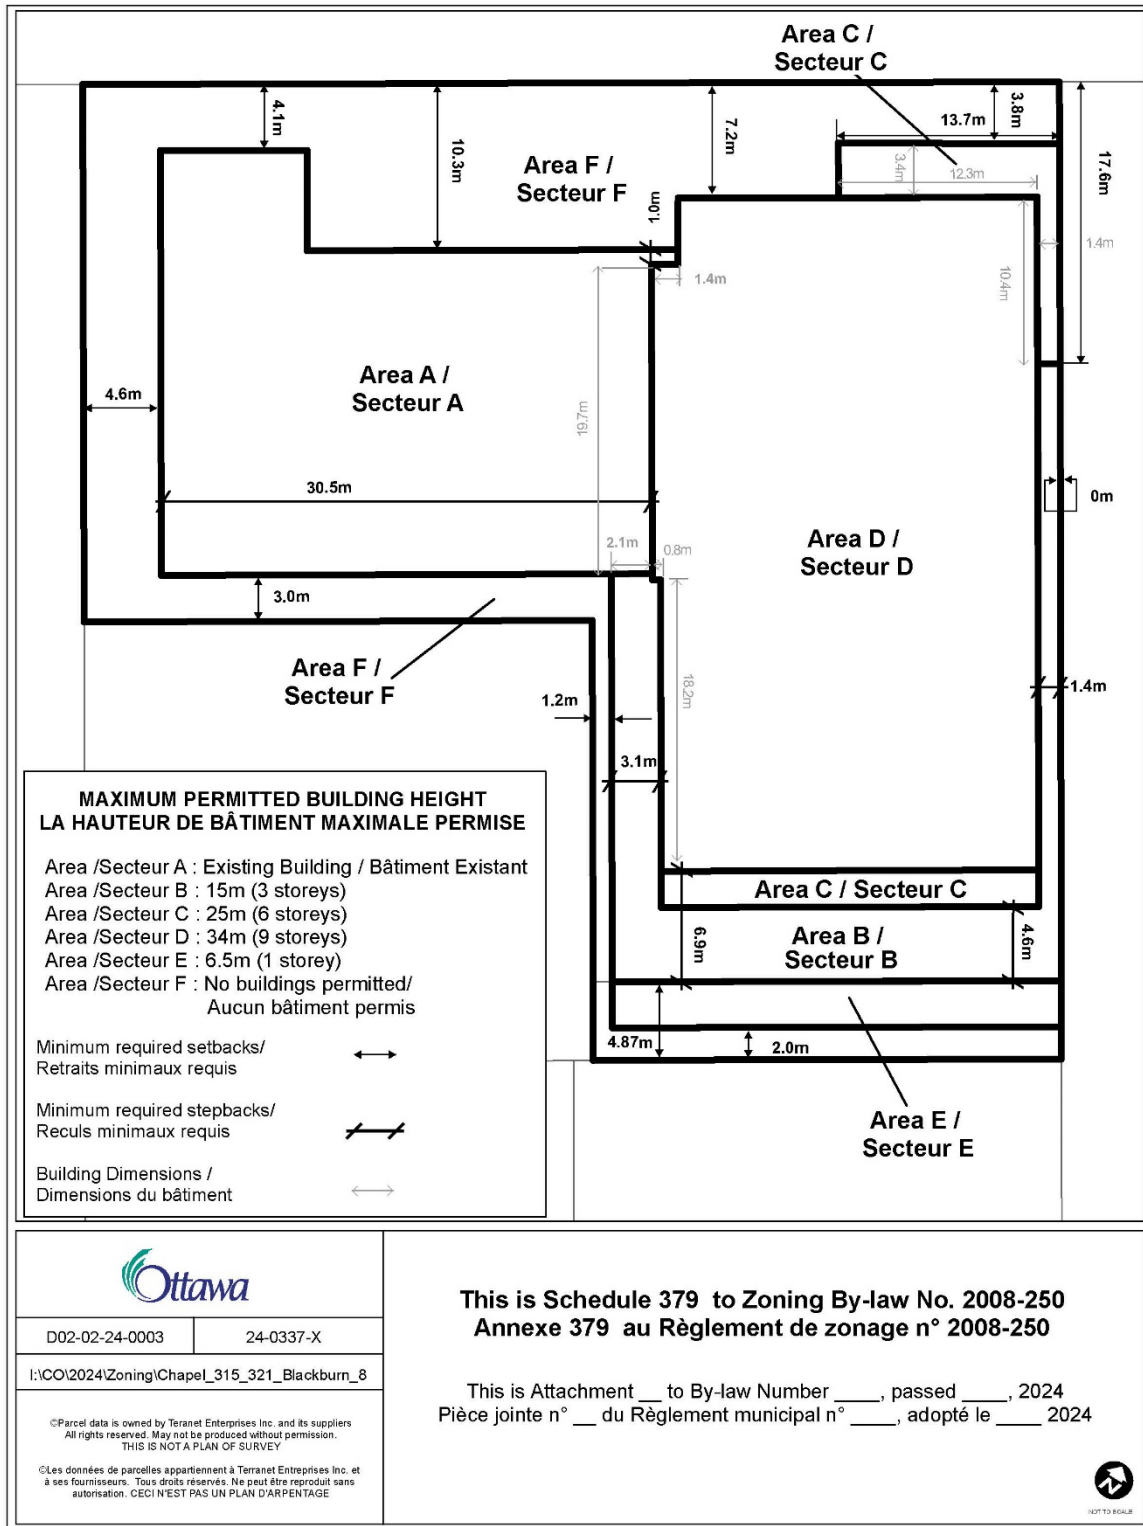 Area C /
Secteur C
4.1m
10.3m
7.2m
3.8m
13.7m
17.6m
Area F /
Secteur F
3.4m
12.3m
1.0m
1.4m
1.4m
10.4m
Area A /
Secteur A
4.6m
19.7m
30.5m
0m
Area D /
Secteur D
2.1m
0.8m
3.0m
Area F /
Secteur F
18.2m
1.4m
1.2m
3.1m
MAXIMUM PERMITTED BUILDING HEIGHT
LA HAUTEUR DE BÂTIMENT MAXIMALE PERMISE
Area /Secteur A : Existing Building / Bâtiment Existant
Area /Secteur B : 15m (3 storeys)
Area /Secteur C : 25m (6 storeys)
Area /Secteur D : 34m (9 storeys)
Area /Secteur E : 6.5m (1 storey)
Area /Secteur F : No buildings permitted/
Aucun bâtiment permis
Minimum required setbacks/
Retraits minimaux requis
Minimum required stepbacks/
Reculs minimaux requis
Building Dimensions /
Dimensions du bâtiment
Area C / Secteur C
6.9m
Area B /
Secteur B
4.6m
4.87m
2.0m
Area E /
Secteur E
Ottawa
D02-02-24-0003
24-0337-X
I:\CO\2024\Zoning\Chapel_315_321_Blackburn_8
©Parcel data is owned by Teranet Enterprises Inc. and its suppliers
All rights reserved. May not be produced without permission.
THIS IS NOT A PLAN OF SURVEY
©Les données de parcelles appartiennent à Terranet Entreprises Inc. et
à ses fournisseurs. Tous droits réservés. Ne peut être reproduit sans
autorisation. CECI N'EST PAS UN PLAN D'ARPENTAGE
This is Schedule 379 to Zoning By-law No. 2008-250
Annexe 379 au Règlement de zonage n° 2008-250
This is Attachment __ to By-law Number ____, passed ____, 2024
Pièce jointe n° __ du Règlement municipal n° ____, adopté le ____ 2024
N
NOT TO SCALE